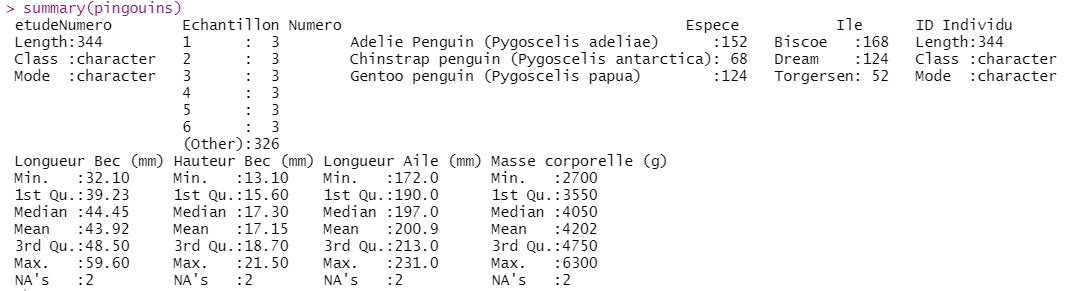 > summary(pingouins)
etudeNumero Echantillon Numero Espece Ile ID Individu
Length:344 1 : 3 Adelie Penguin (Pygoscelis adeliae) :152 Biscoe :168 Length:344
Class :character 2 : 3 Chinstrap penguin (Pygoscelis antarctica): 68 Dream :124 Class :character
Mode :character 3 : 3 Gentoo penguin (Pygoscelis papua) :124 Torgersen: 52 Mode :character
4 : 3
5 : 3
6 : 3
(Other):326
Longueur Bec (mm) Hauteur Bec (mm) Longueur Aile (mm) Masse corporelle (g)
Min. :32.10 Min. :13.10 Min. :172.0 Min. :2700
1st Qu.:39.23 1st Qu.:15.60 1st Qu.:190.0 1st Qu.:3550
Median :44.45 Median :17.30 Median :197.0 Median :4050
Mean :43.92 Mean :17.15 Mean :200.9 Mean :4202
3rd Qu.:48.50 3rd Qu.:18.70 3rd Qu.:213.0 3rd Qu.:4750
Max. :59.60 Max. :21.50 Max. :231.0 Max. :6300
NA's :2 NA's :2 NA's :2 NA's :2